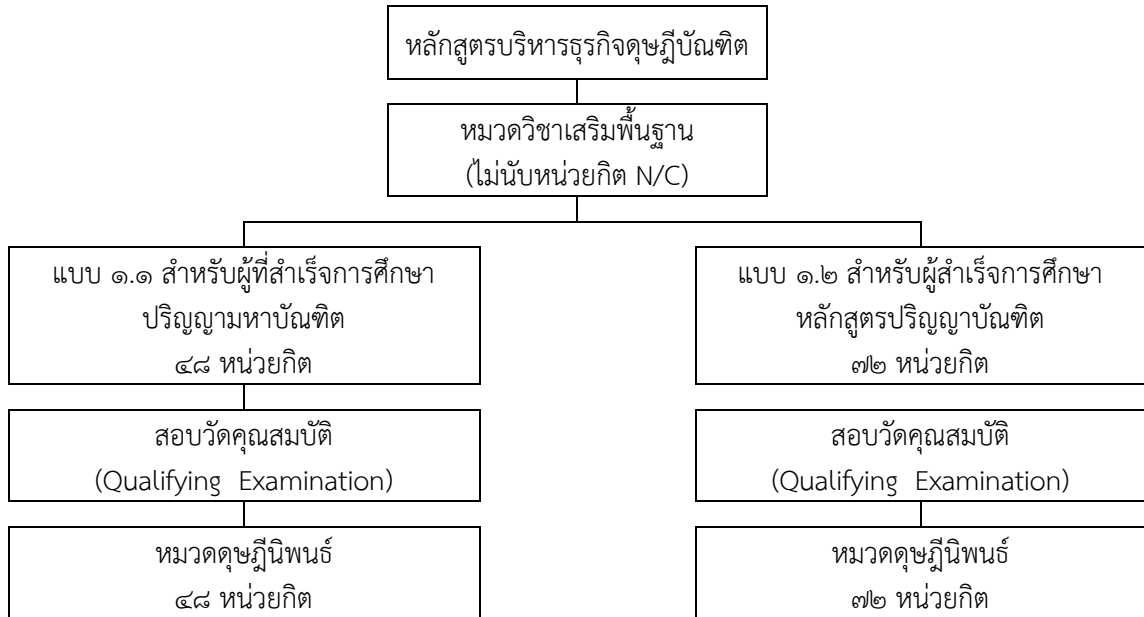 หลักสูตรบริหารธุรกิจดุษฎีบัณฑิต
หมวดวิชาเสริมพื้นฐาน
(ไม่นับหน่วยกิต N/C)
แบบ ๑.๑ สำหรับผู้ที่สำเร็จการศึกษา
ปริญญามหาบัณฑิต
๔๘ หน่วยกิต
แบบ ๑.๒ สำหรับผู้สำเร็จการศึกษา
หลักสูตรปริญญาบัณฑิต
๗๒ หน่วยกิต
สอบวัดคุณสมบัติ
(Qualifying Examination)
สอบวัดคุณสมบัติ
(Qualifying Examination)
หมวดดุษฎีนิพนธ์
๔๘ หน่วยกิต
หมวดดุษฎีนิพนธ์
๗๒ หน่วยกิต